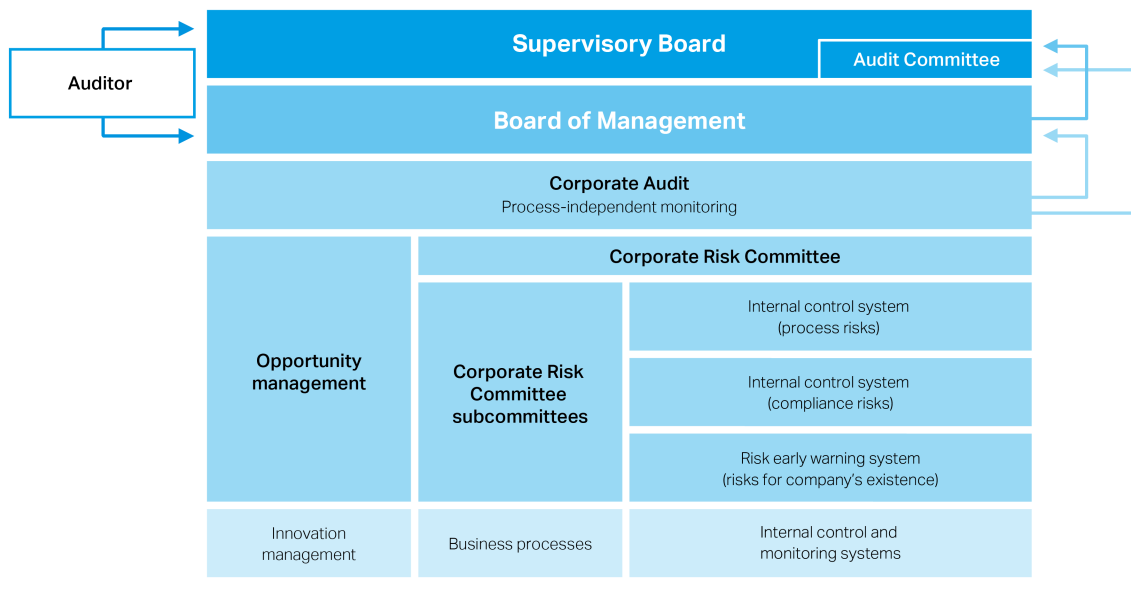 Supervisory Board
Audit Committee
Auditor
Board of Management
Corporate Audit
Process-independent monitoring
Corporate Risk Committee
Opportunity
management
Corporate Risk
Committee
subcommittees
Internal control system
(process risks)
Internal control system
(compliance risks)
Risk early warning system
(risks for company’s existence)
Innovation
management
Business processes
Internal control and
monitoring systems